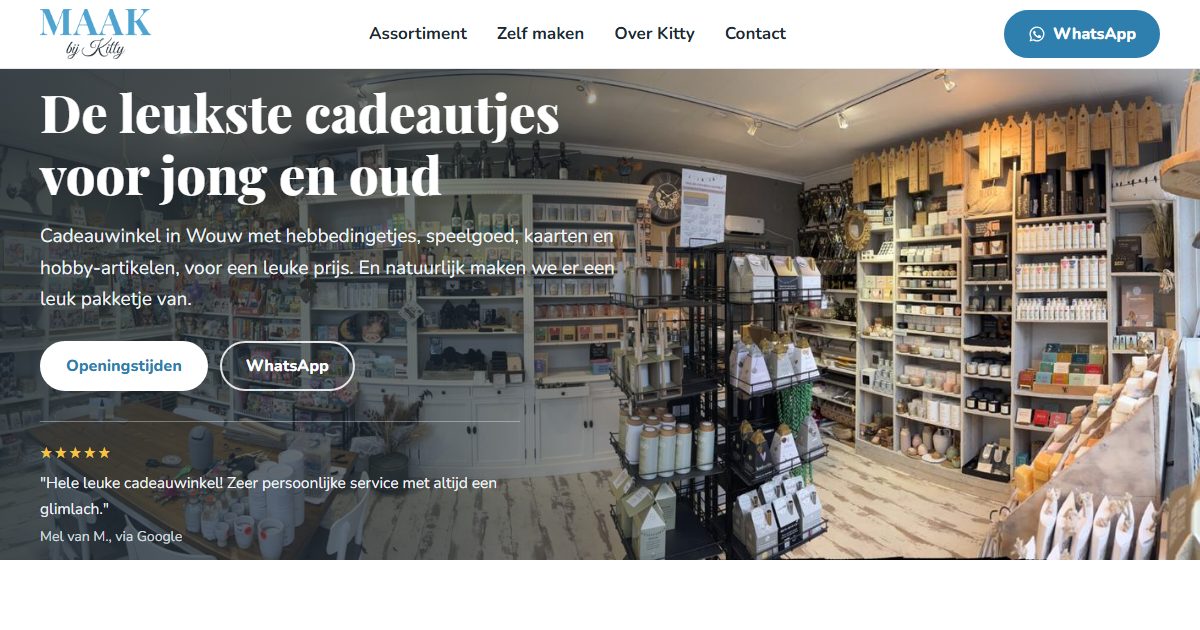 MAAK
bij Kitty
Assortiment
Zelf maken
Over Kitty
Contact
WhatsApp
De leukste cadeautjes
voor jong en oud
Cadeauwinkel in Wouw met hebbedingetjes, speelgoed, kaarten en
hobby-artikelen, voor een leuke prijs. En natuurlijk maken we er een
leuk pakketje van.
Openingstijden
WhatsApp
"Hele leuke cadeauwinkel! Zeer persoonlijke service met altijd een
glimlach."
Mel van M., via Google